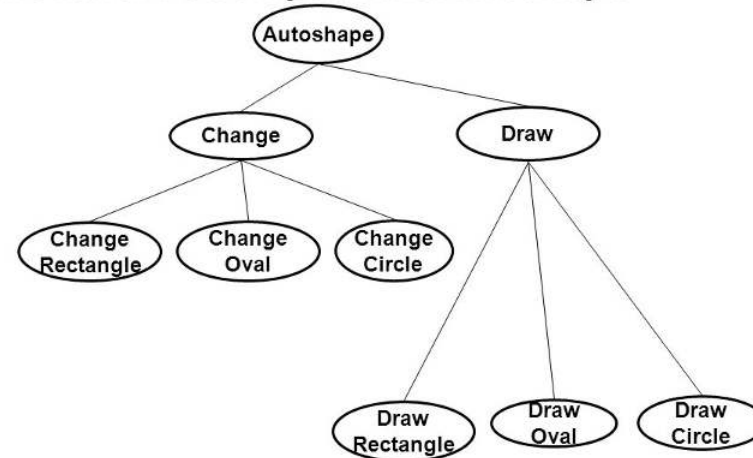 Autoshape
Change
Draw
Change
Rectangle
Change
Oval
Change
Circle
Draw
Rectangle
Draw
Oval
Draw
Circle